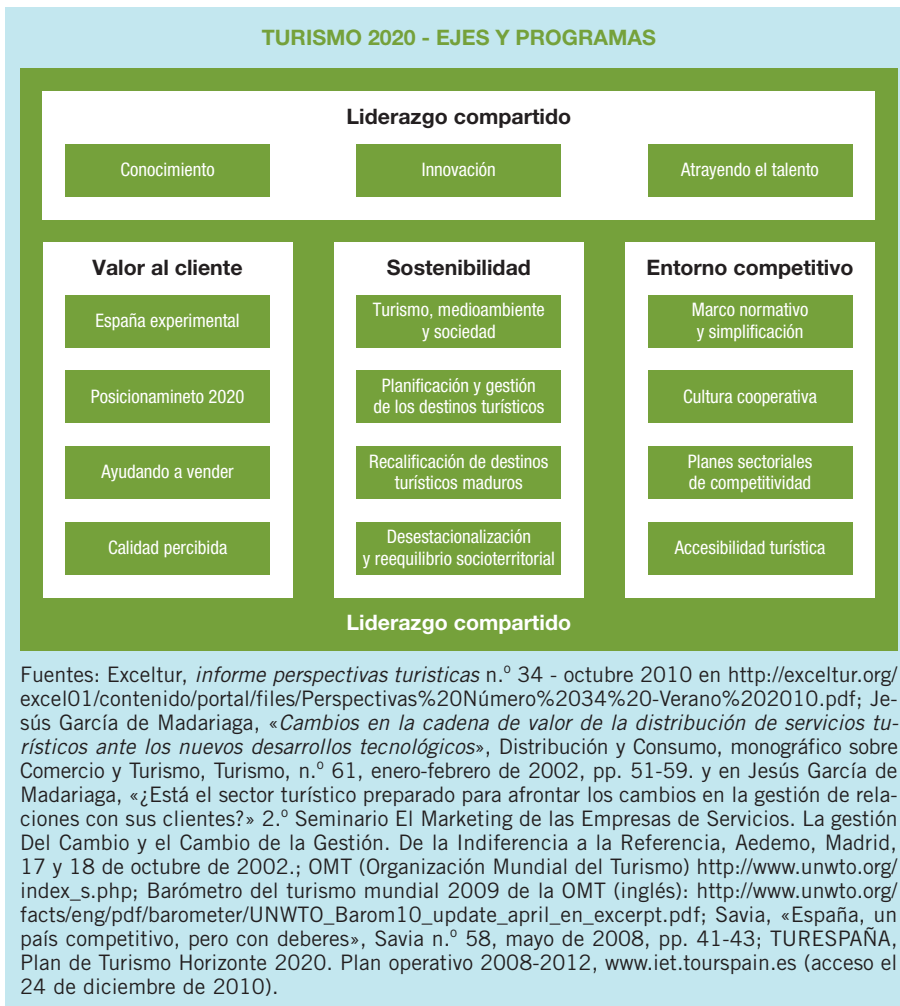 TURISMO 2020 - EJES Y PROGRAMAS
Liderazgo compartido
Conocimiento
Innovación
Atrayendo el talento
Valor al cliente
España experimental
Posicionamineto 2020
Ayudando a vender
Calidad percibida
Sostenibilidad
Turismo, medioambiente
y sociedad
Planificación y gestión
de los destinos turísticos
Recalificación de destinos
turísticos maduros
Desestacionalización
y reequilibrio socioterritorial
Entorno competitivo
Marco normativo
y simplificación
Cultura cooperativa
Planes sectoriales
de competitividad
Accesibilidad turística
Liderazgo compartido
Fuentes: Exceltur, informe perspectivas turisticas n.º 34 - octubre 2010 en http://exceltur.org/
excel01/contenido/portal/files/Perspectivas%20Número%2034%20-Verano%202010.pdf; Je-
sús García de Madariaga, «Cambios en la cadena de valor de la distribución de servicios tu-
rísticos ante los nuevos desarrollos tecnológicos», Distribución y Consumo, monográfico sobre
Comercio y Turismo, Turismo, n.º 61, enero-febrero de 2002, pp. 51-59. y en Jesús García de
Madariaga, «¿Está el sector turístico preparado para afrontar los cambios en la gestión de rela-
ciones con sus clientes?» 2.º Seminario El Marketing de las Empresas de Servicios. La gestión
Del Cambio y el Cambio de la Gestión. De la Indiferencia a la Referencia, Aedemo, Madrid,
17 y 18 de octubre de 2002.; OMT (Organización Mundial del Turismo) http://www.unwto.org/
index_s.php; Barómetro del turismo mundial 2009 de la OMT (inglés): http://www.unwto.org/
facts/eng/pdf/barometer/UNWTO_Barom10_update_april_en_excerpt.pdf; Savia, «España, un
país competitivo, pero con deberes», Savia n.º 58, mayo de 2008, pp. 41-43; TURESPAÑA,
Plan de Turismo Horizonte 2020. Plan operativo 2008-2012, www.iet.tourspain.es (acceso el
24 de diciembre de 2010).